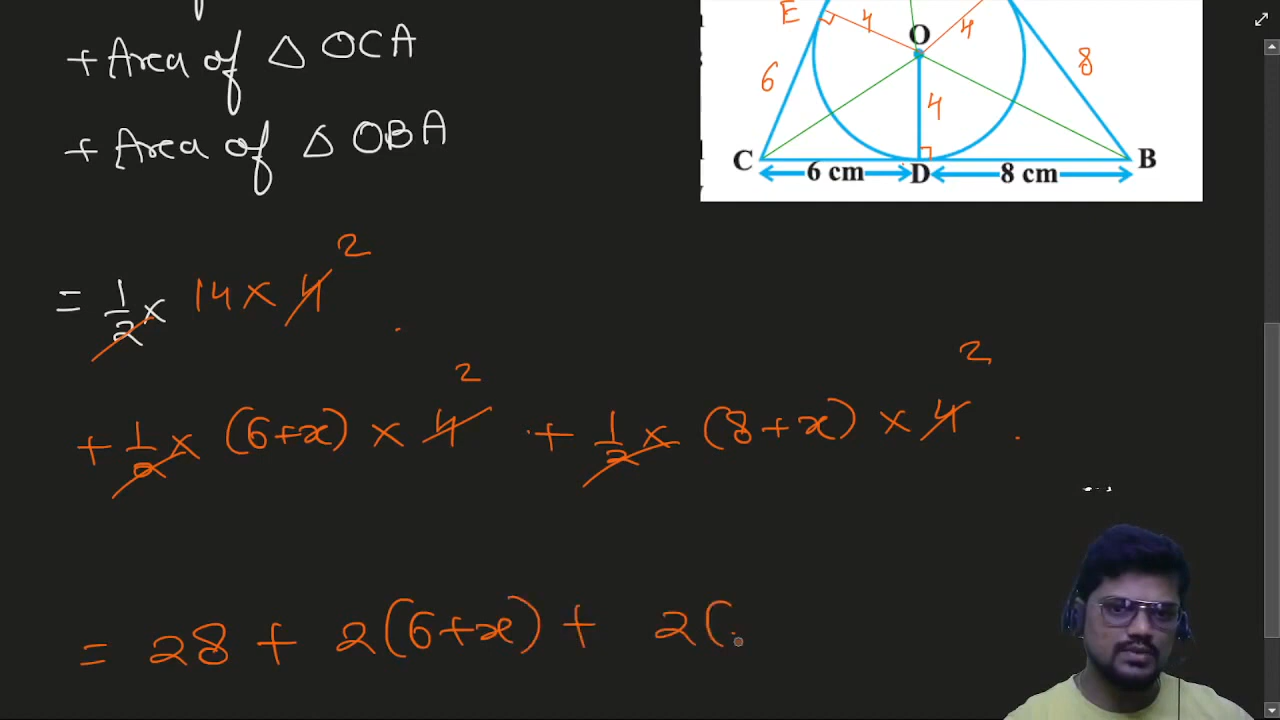 + Area of △ OCA
+ Area of △ OBA
E
4
4
O
6
8
4
C
6 cm
D
8 cm
B
= 1/2 × 14 × 4 2
+ 1/2 × (6+x) × 4 2 + 1/2 × (8+x) × 4 2
= 28 + 2(6+x) + 2(